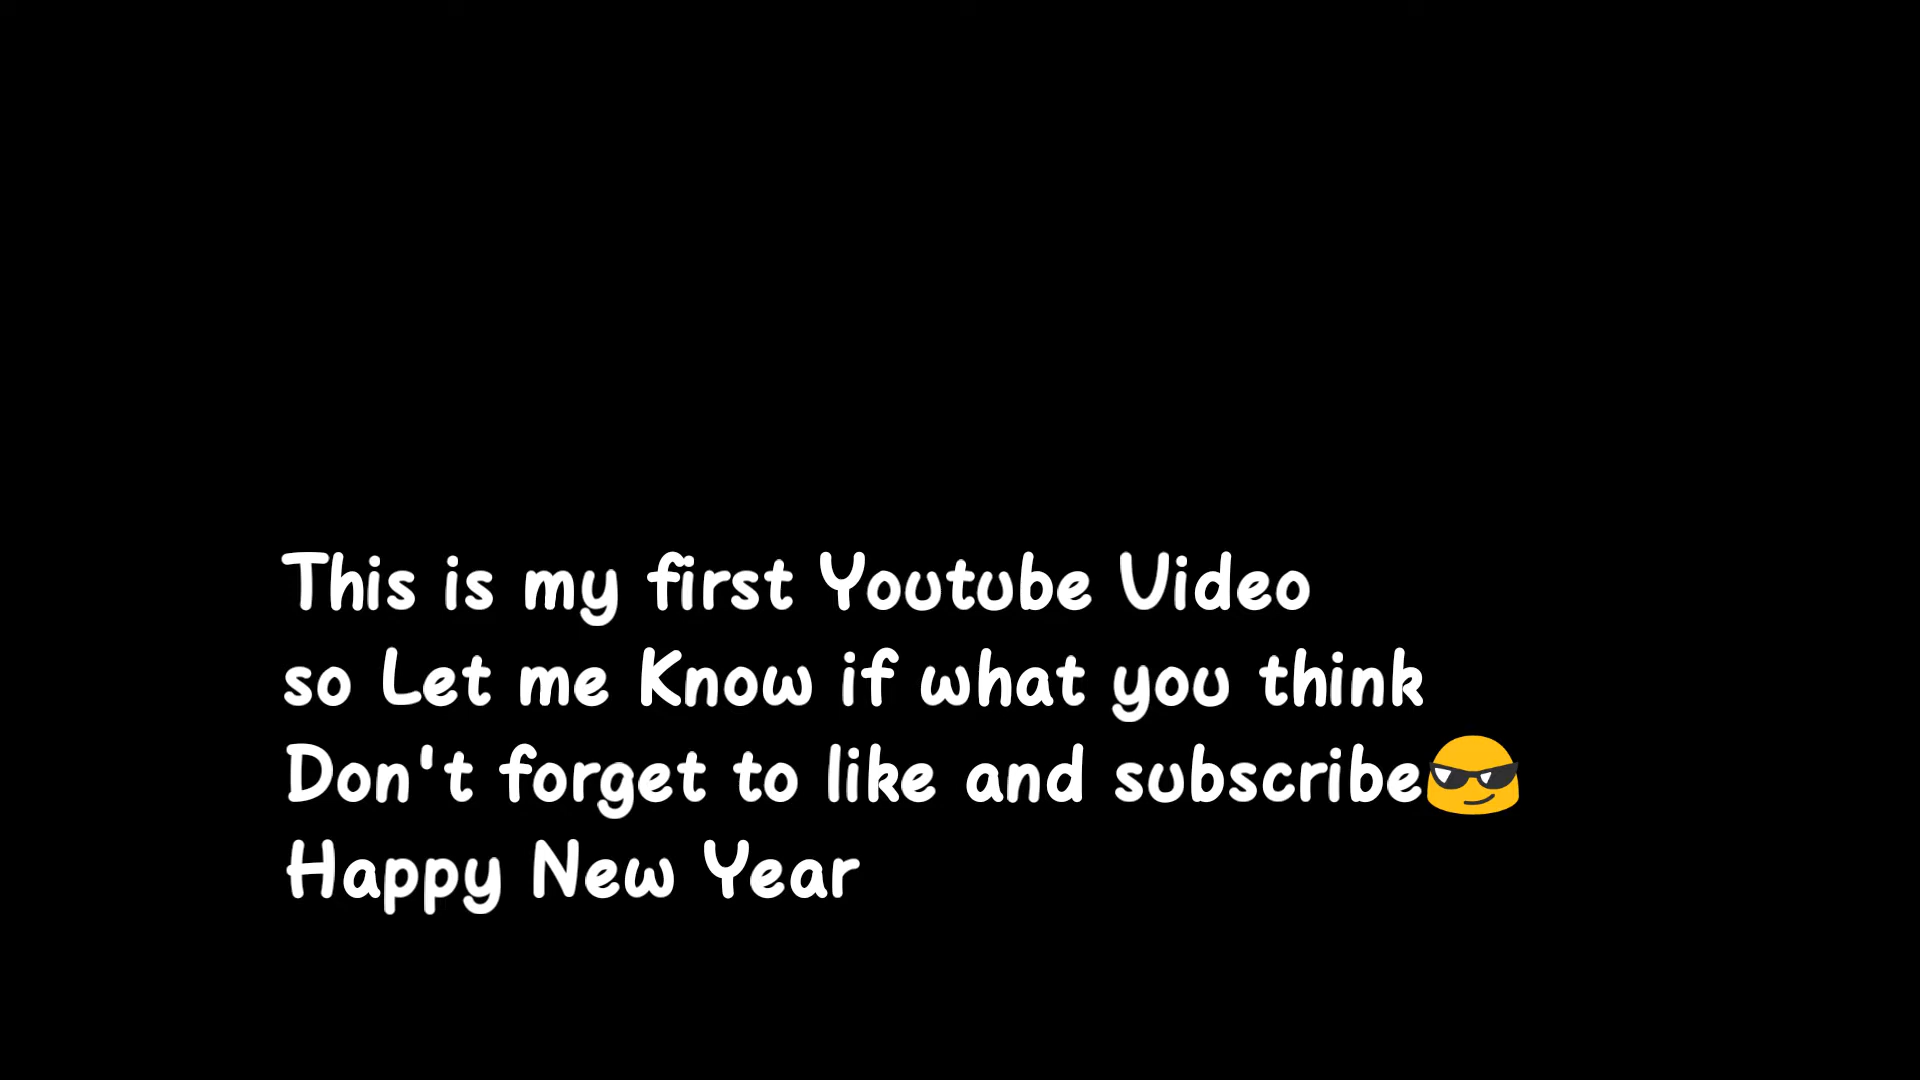 This is my first Youtube Video
so Let me Know if what you think
Don't forget to like and subscribe😎
Happy New Year